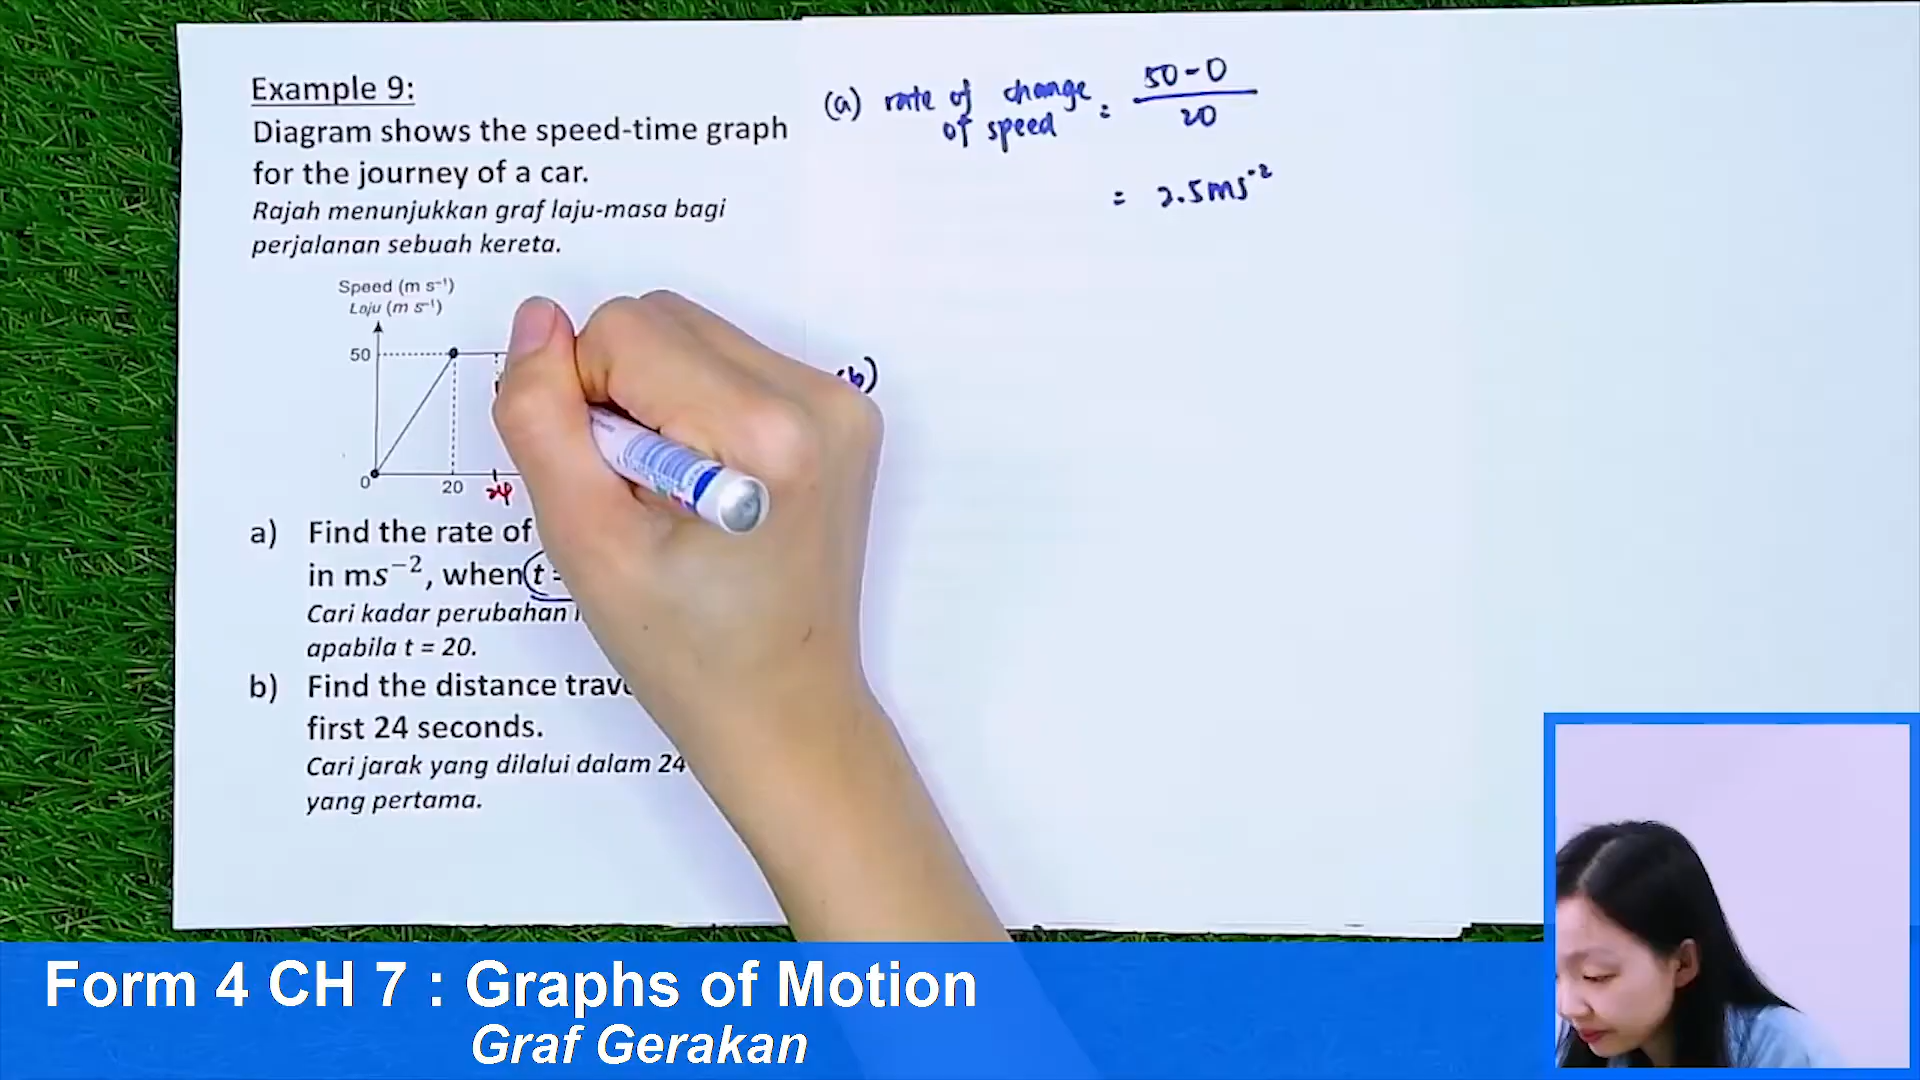 Example 9:
Diagram shows the speed-time graph
for the journey of a car.
Rajah menunjukkan graf laju-masa bagi
perjalanan sebuah kereta.
Speed (m s⁻¹)
Laju (m s⁻¹)
50
0
20
24
a) Find the rate of
in ms⁻², when t =
Cari kadar perubahan
apabila t = 20.
b) Find the distance
first 24 seconds.
Cari jarak yang dilalui dalam 24
yang pertama.
(a) rate of change of speed = 50-0
20
= 2.5ms⁻²
(b)
Form 4 CH 7 : Graphs of Motion
Graf Gerakan